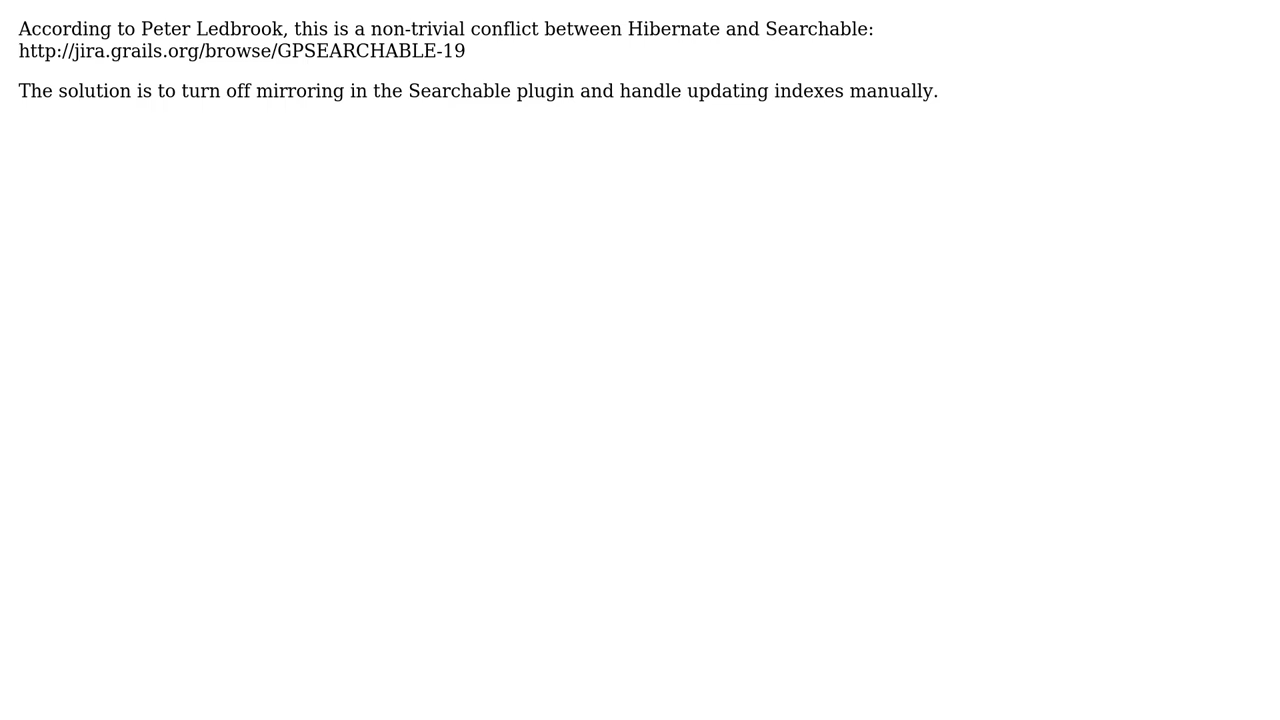 According to Peter Ledbrook, this is a non-trivial conflict between Hibernate and Searchable:
http://jira.grails.org/browse/GPSEARCHABLE-19
The solution is to turn off mirroring in the Searchable plugin and handle updating indexes manually.